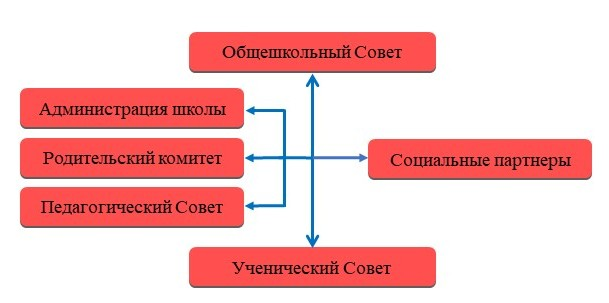 Общешкольный Совет
Администрация школы
Родительский комитет
Социальные партнеры
Педагогический Совет
Ученический Совет